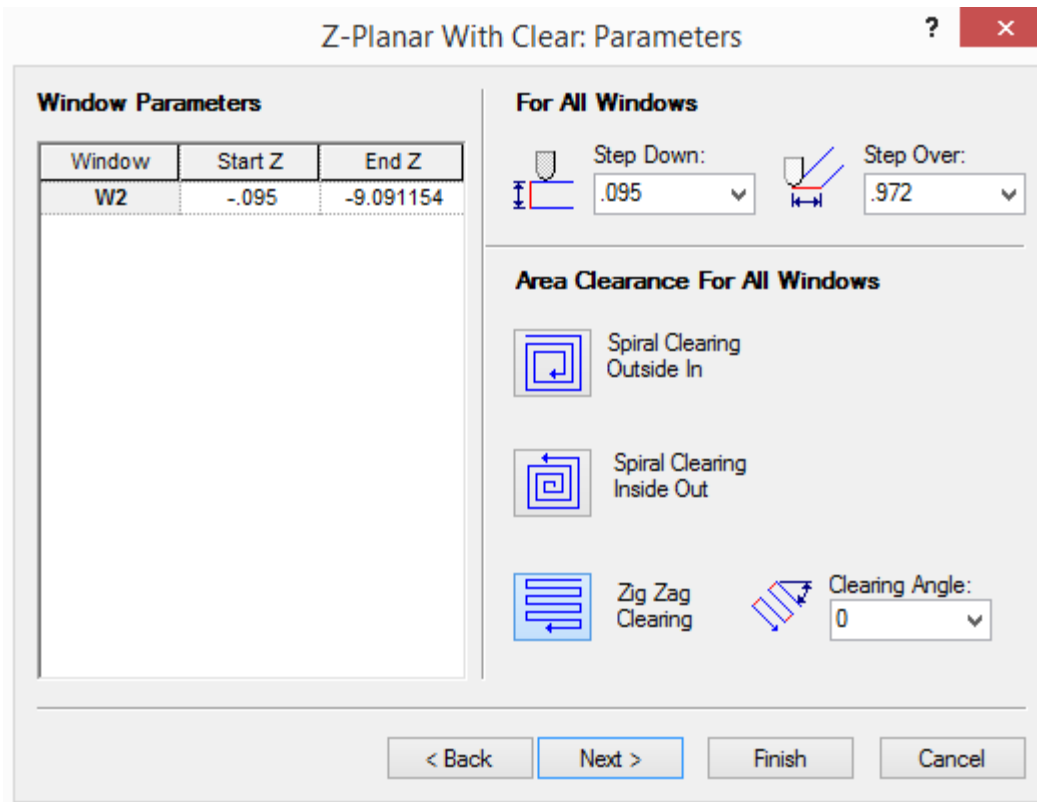 Z-Planar With Clear: Parameters
?
Window Parameters
Window Start Z End Z
W2 -.095 -9.091154
For All Windows
Step Down:
.095
Step Over:
.972
Area Clearance For All Windows
Spiral Clearing
Outside In
Spiral Clearing
Inside Out
Zig Zag
Clearing
Clearing Angle:
0
< Back
Next >
Finish
Cancel